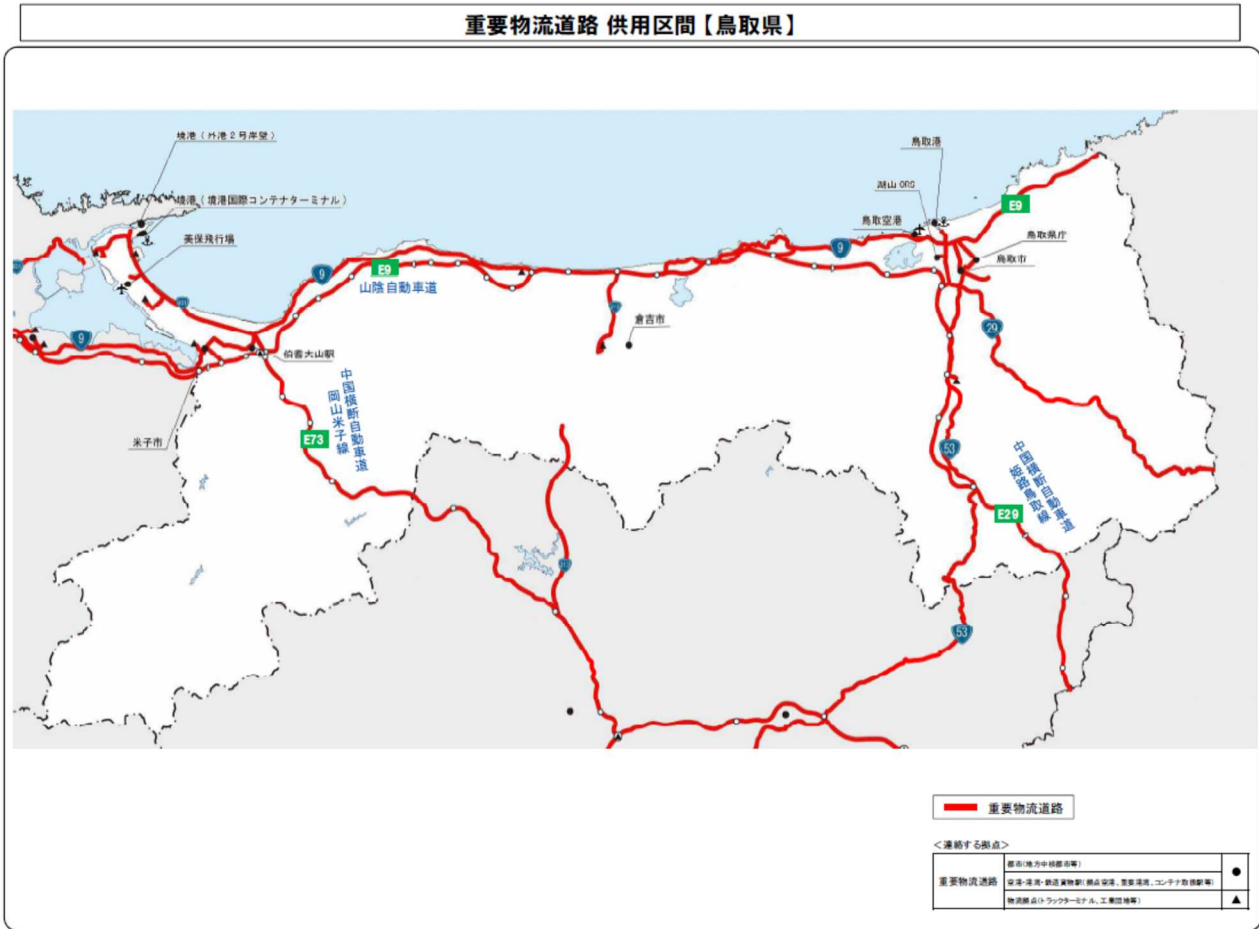 重要物流道路 供用区間【鳥取県】
境港（外港２号岸壁）
境港（境港国際コンテナターミナル）
美保飛行場
鳥取港
湖山ORS
鳥取空港
鳥取県庁
鳥取市
E9
9
9
E9
山陰自動車道
9
倉吉市
29
伯耆大山駅
米子市
中国横断自動車道
岡山米子線
E73
53
中国横断自動車道
姫路鳥取線
E29
53
重要物流道路
＜連絡する拠点＞
重要物流道路
都市(地方中核都市等)
空港・港湾・鉄道貨物駅(拠点空港、重要港湾、コンテナ取扱駅等)
物流拠点(トラックターミナル、工業団地等)